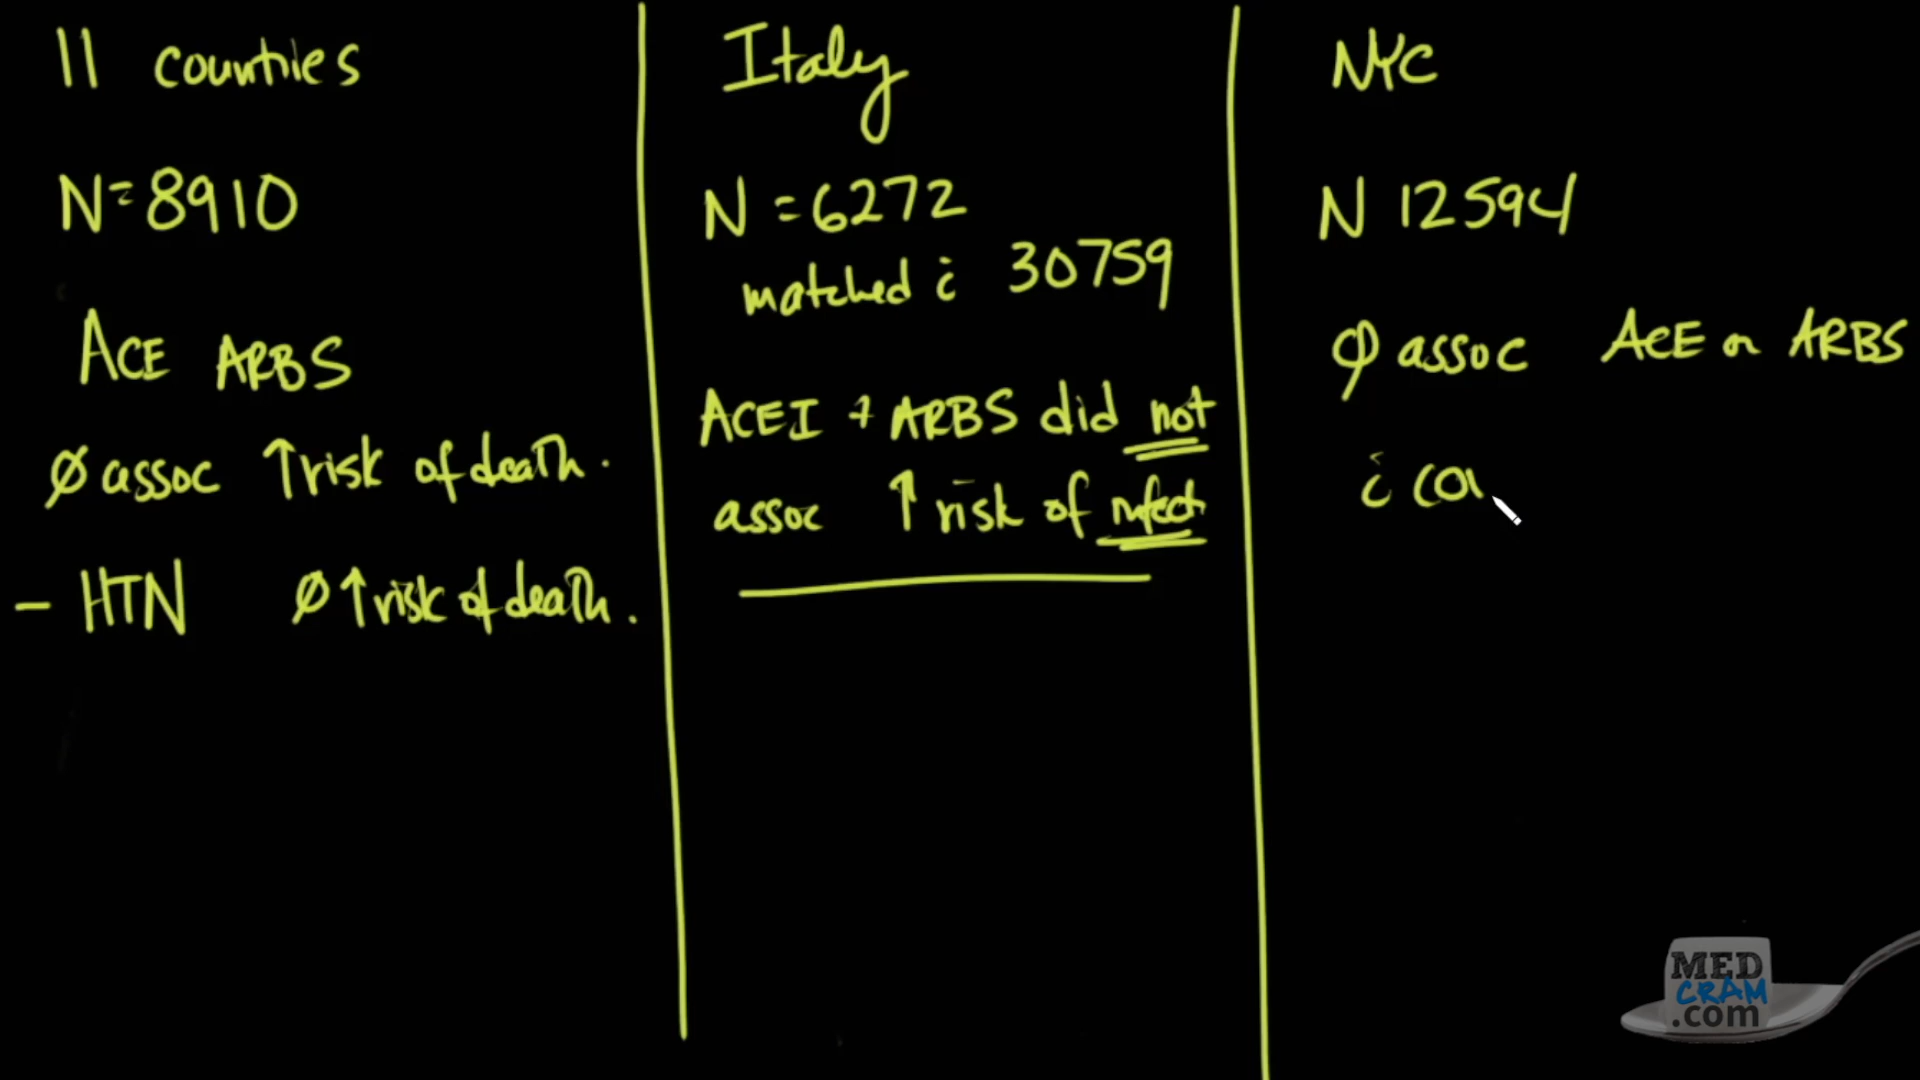 11 counties
N=8910
ACE ARBS
Ø assoc ↑ risk of death.
- HTN Ø ↑ risk of death.
Italy
N = 6272
matched c̄ 30759
ACEI + ARBS did not
assoc ↑ risk of infect
NYC
N 12594
Ø assoc ACE or ARBS
c̄ cov
MED
CRAM
.com